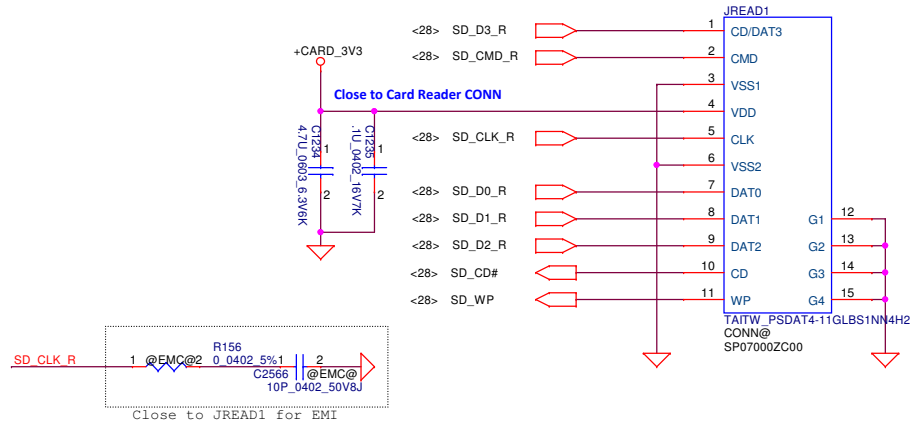 JREAD1
<28> SD_D3_R 1 CD/DAT3
<28> SD_CMD_R 2 CMD
+CARD_3V3
3 VSS1
Close to Card Reader CONN
4 VDD
C1234
4.7U_0603_6.3V6K
1
2
C1235
.1U_0402_16V7K
1
2
<28> SD_CLK_R 5 CLK
6 VSS2
<28> SD_D0_R 7 DAT0
<28> SD_D1_R 8 DAT1 G1 12
<28> SD_D2_R 9 DAT2 G2 13
<28> SD_CD# 10 CD G3 14
<28> SD_WP 11 WP G4 15
TAITW_PSDAT4-11GLBS1NN4H2
CONN@
SP07000ZC00
R156
SD_CLK_R 1 @EMC@ 2 0_0402_5% 1 2
C2566 @EMC@
10P_0402_50V8J
Close to JREAD1 for EMI